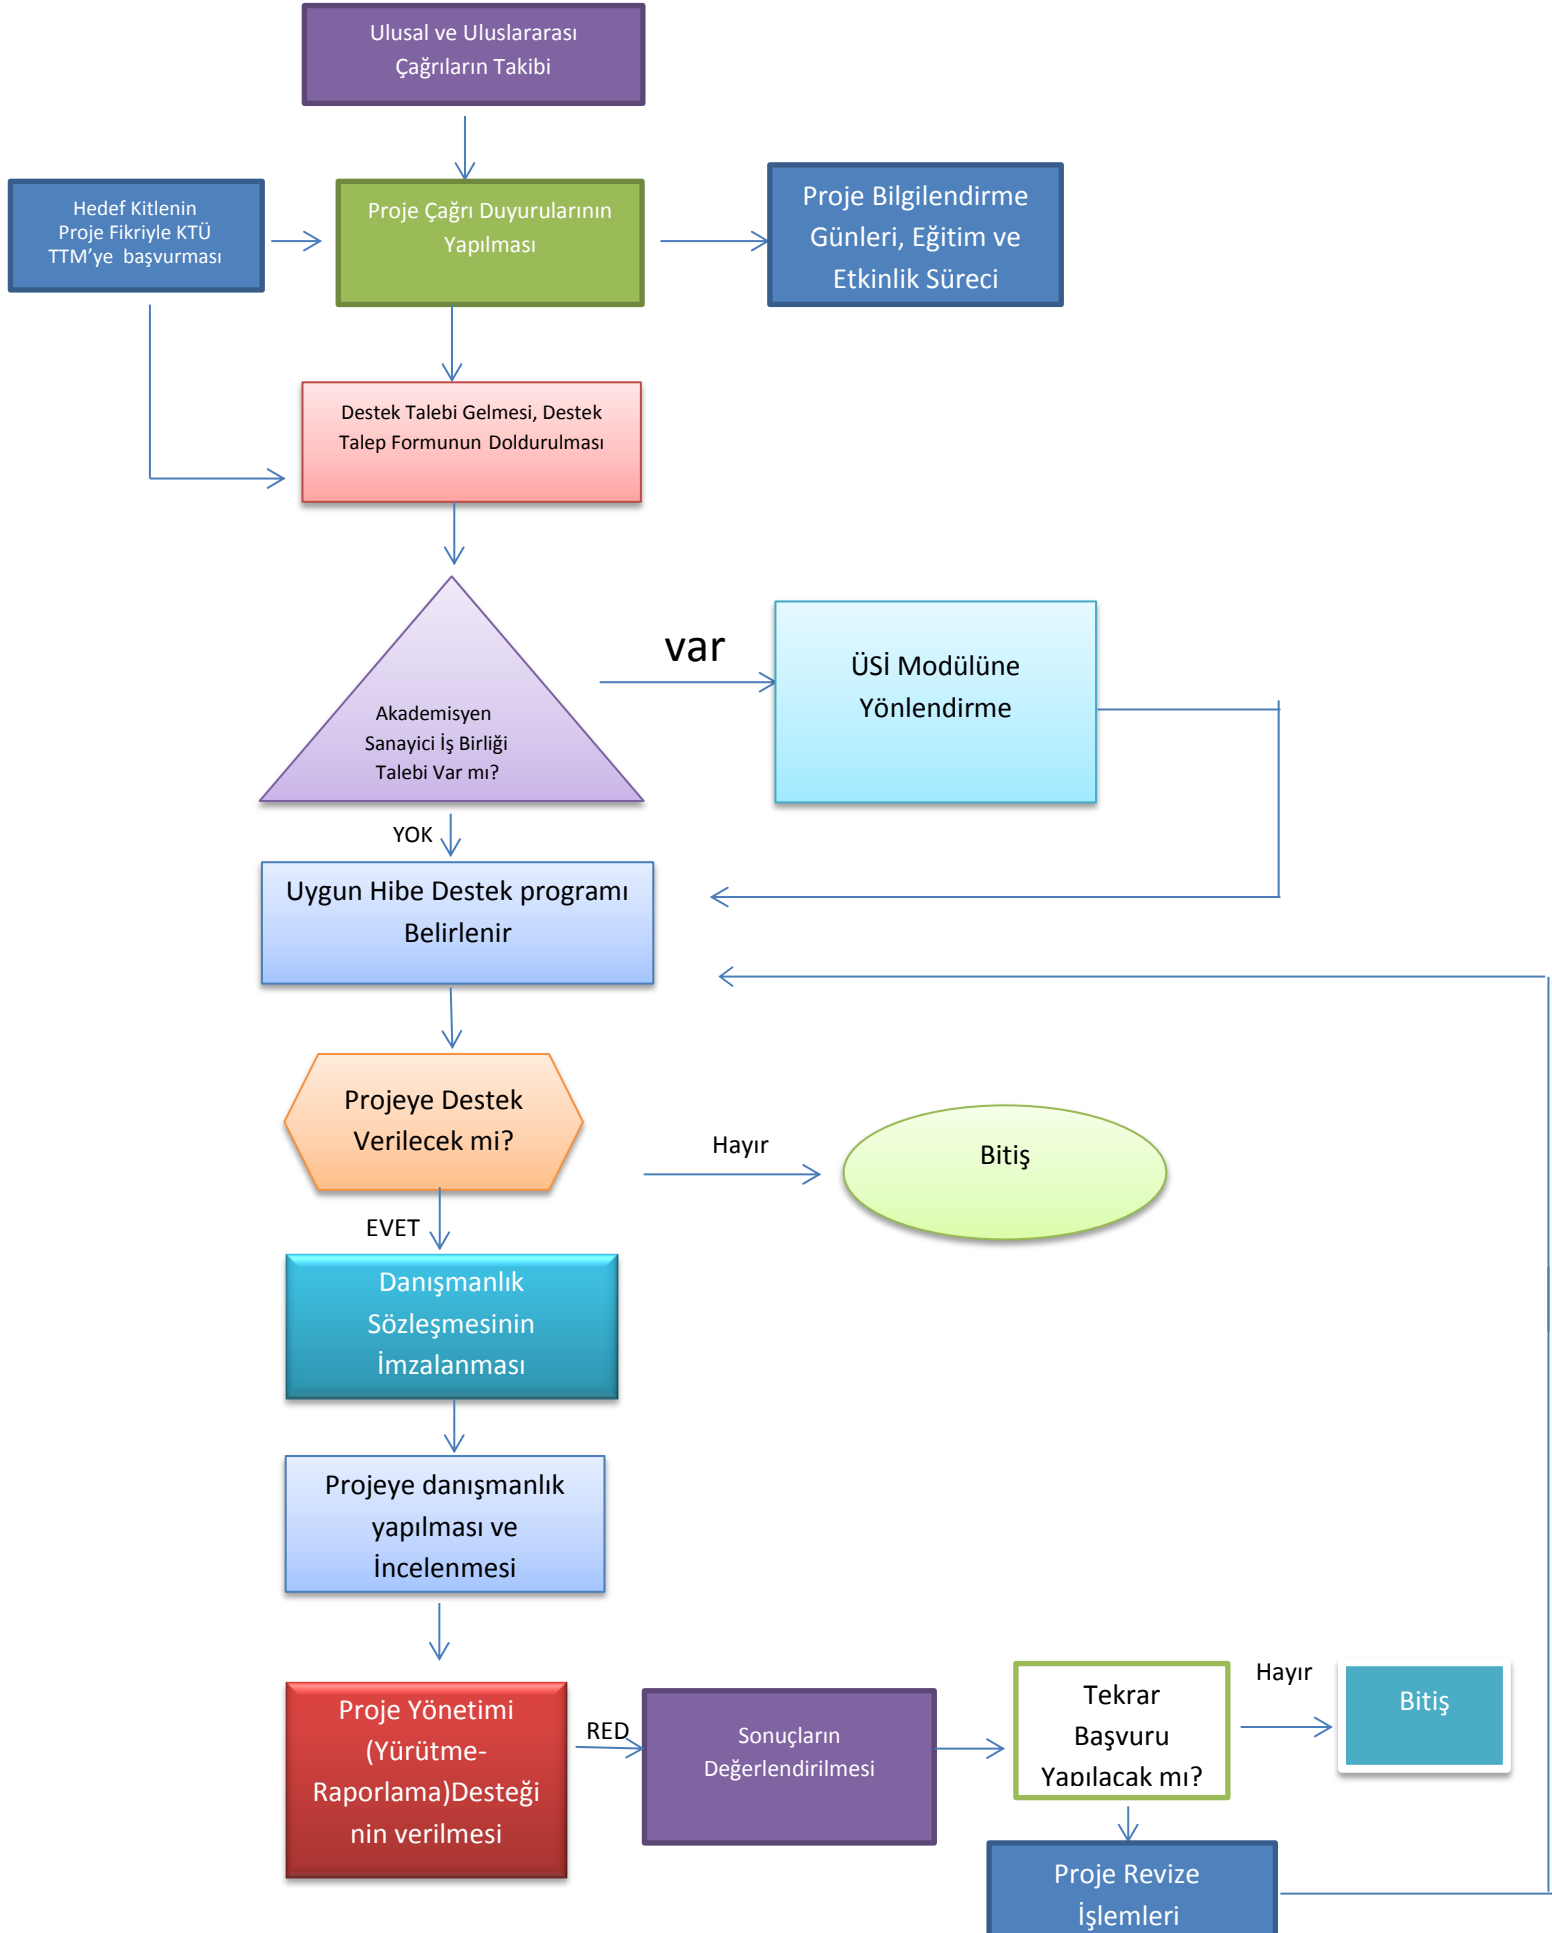 Ulusal ve Uluslararası
Çağrıların Takibi
Hedef Kitlenin
Proje Fikriyle KTÜ
TTM’ye başvurması
Proje Çağrı Duyurularının
Yapılması
Proje Bilgilendirme
Günleri, Eğitim ve
Etkinlik Süreci
Destek Talebi Gelmesi, Destek
Talep Formunun Doldurulması
Akademisyen
Sanayici İş Birliği
Talebi Var mı?
var
ÜSİ Modülüne
Yönlendirme
YOK
Uygun Hibe Destek programı
Belirlenir
Projeye Destek
Verilecek mi?
Hayır
Bitiş
EVET
Danışmanlık
Sözleşmesinin
İmzalanması
Projeye danışmanlık
yapılması ve
İncelenmesi
Proje Yönetimi
(Yürütme-
Raporlama)Desteği
nin verilmesi
RED
Sonuçların
Değerlendirilmesi
Tekrar
Başvuru
Yapılacak mı?
Hayır
Bitiş
Proje Revize
İşlemleri